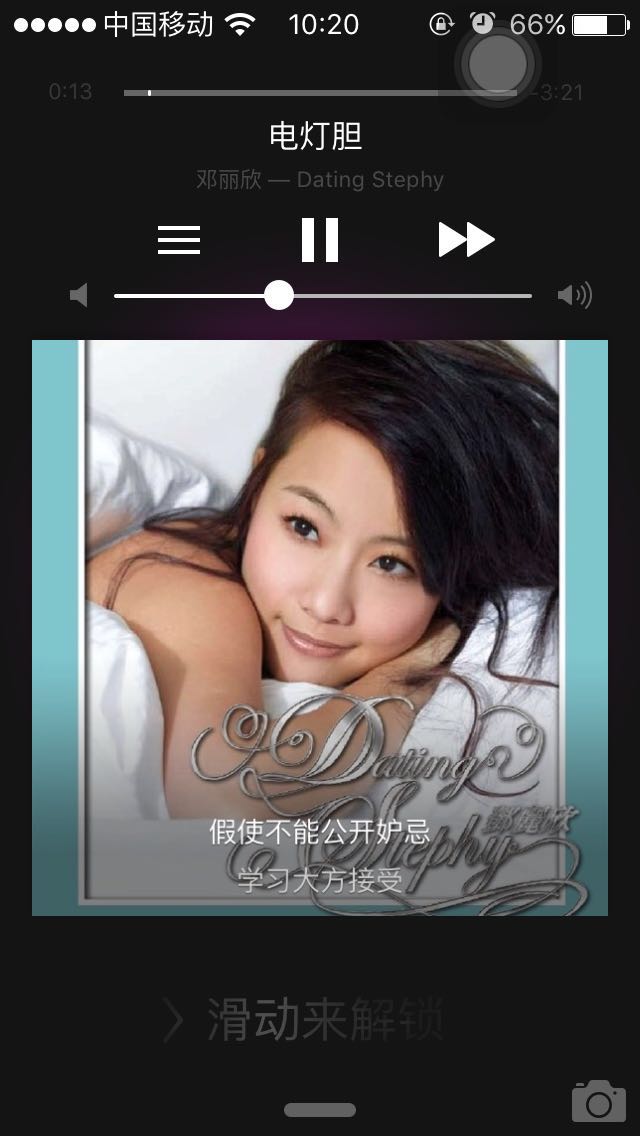 中国移动 10:20 66%
0:13 -3:21
电灯胆
邓丽欣 — Dating Stephy
Dating
鄧麗欣
Stephy
假使不能公开妒忌
学习大方接受
滑动来解锁